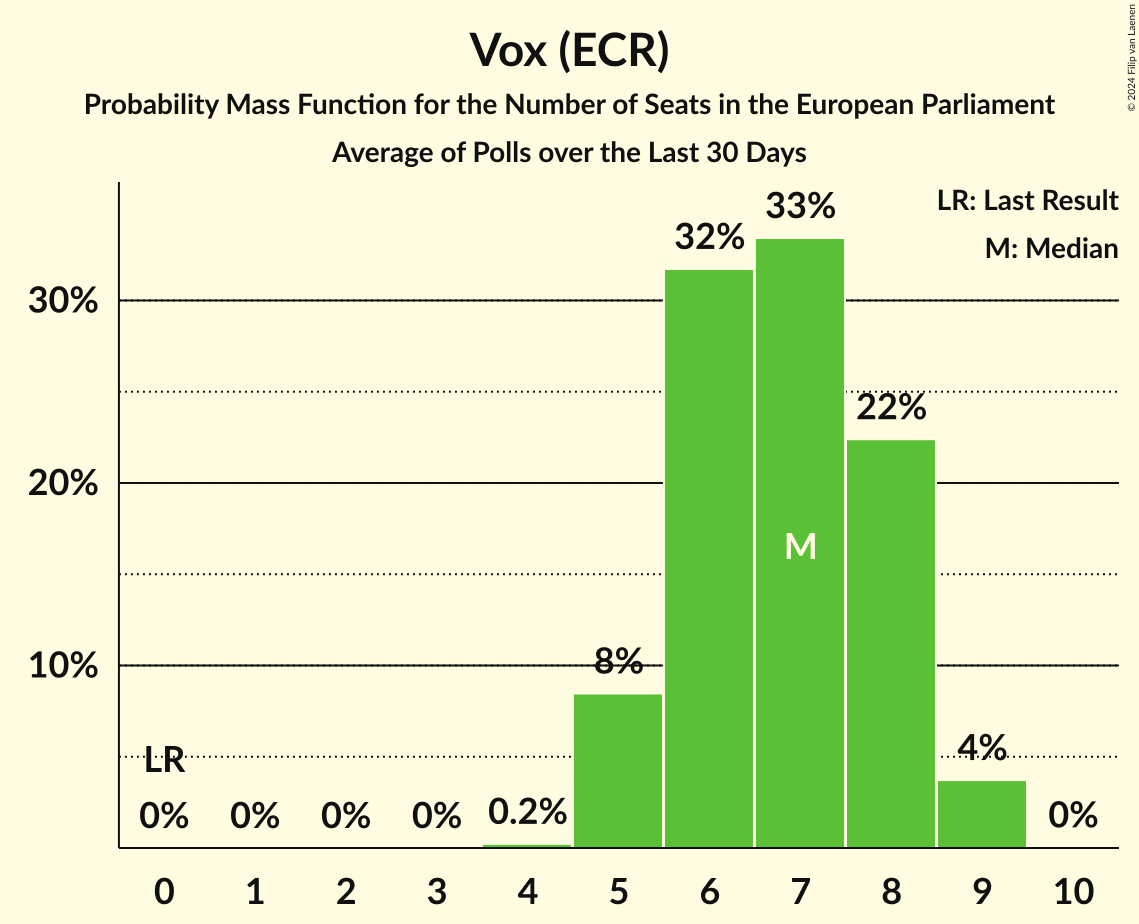 Vox (ECR)
Probability Mass Function for the Number of Seats in the European Parliament
Average of Polls over the Last 30 Days
© 2024 Filip van Laenen
LR: Last Result
M: Median
33%
32%
30%
22%
20%
M
10%
8%
LR
4%
0% 0% 0% 0% 0.2% 0%
0 1 2 3 4 5 6 7 8 9 10